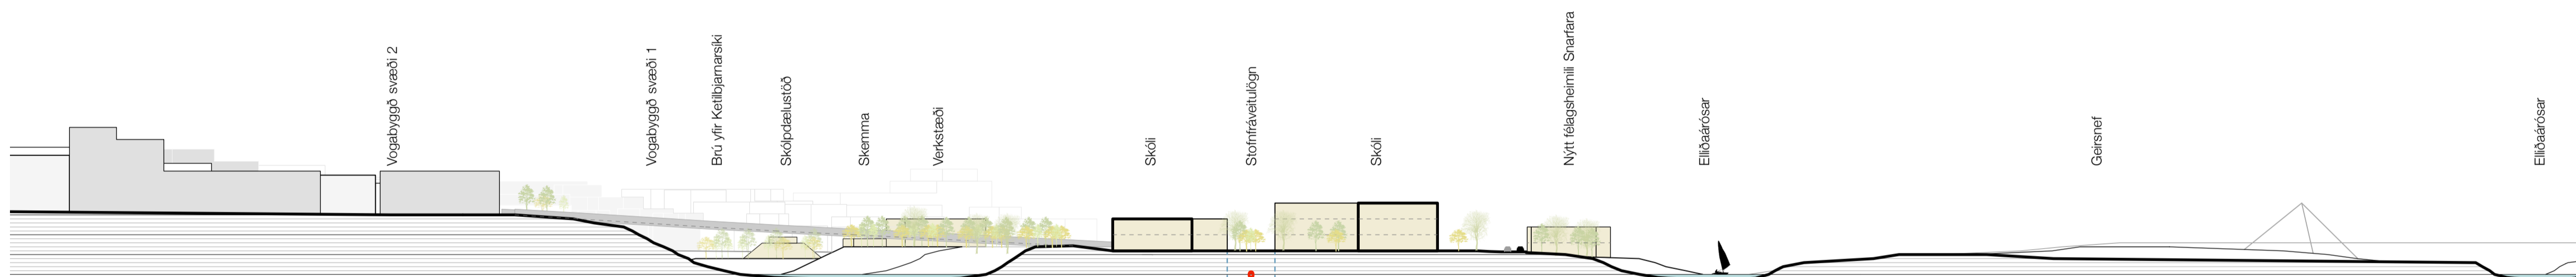 Vogabyggð svæði 2
Vogabyggð svæði 1
Brú yfir Ketilbjarnarsíki
Skólpdælustöð
Skemma
Verkstæði
Skóli
Stofnfráveitulögn
Skóli
Nýtt félagsheimili Snarfara
Elliðaárósar
Geirsnef
Elliðaárósar